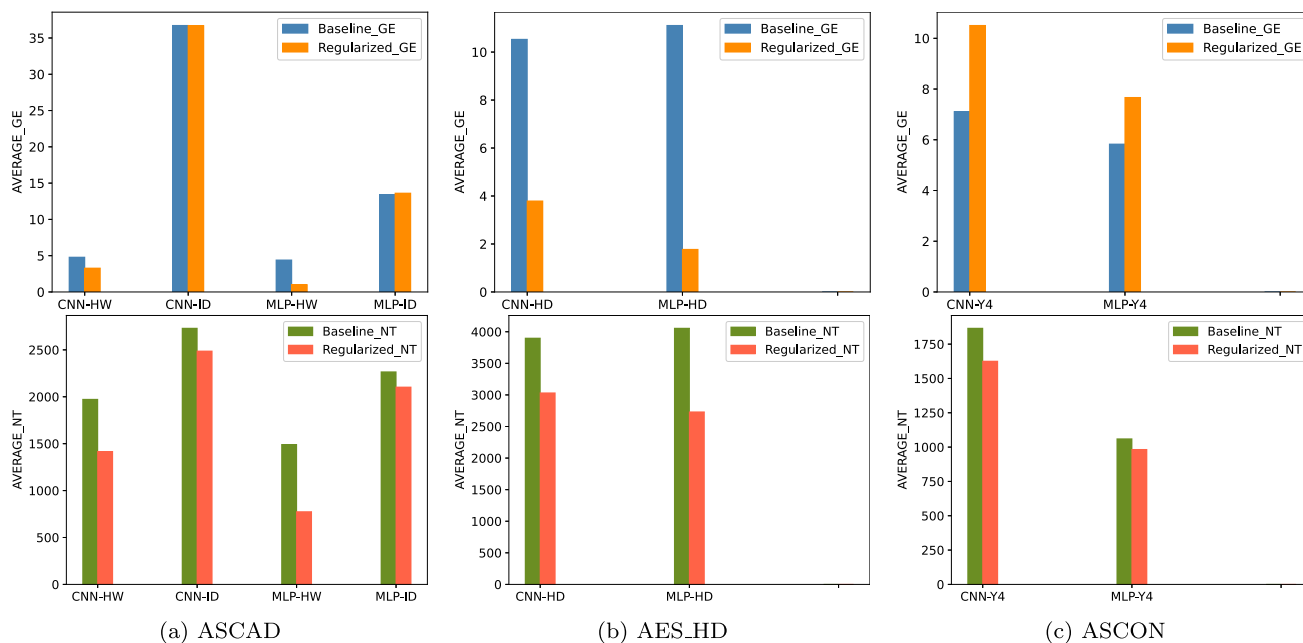 35
30
25
20
15
10
5
0
AVERAGE_GE
Baseline_GE
Regularized_GE
CNN-HW CNN-ID MLP-HW MLP-ID
10
8
6
4
2
0
AVERAGE_GE
Baseline_GE
Regularized_GE
CNN-HD MLP-HD
10
8
6
4
2
0
AVERAGE_GE
Baseline_GE
Regularized_GE
CNN-Y4 MLP-Y4
2500
2000
1500
1000
500
0
AVERAGE_NT
Baseline_NT
Regularized_NT
CNN-HW CNN-ID MLP-HW MLP-ID
4000
3500
3000
2500
2000
1500
1000
500
0
AVERAGE_NT
Baseline_NT
Regularized_NT
CNN-HD MLP-HD
1750
1500
1250
1000
750
500
250
0
AVERAGE_NT
Baseline_NT
Regularized_NT
CNN-Y4 MLP-Y4
(a) ASCAD
(b) AES_HD
(c) ASCON